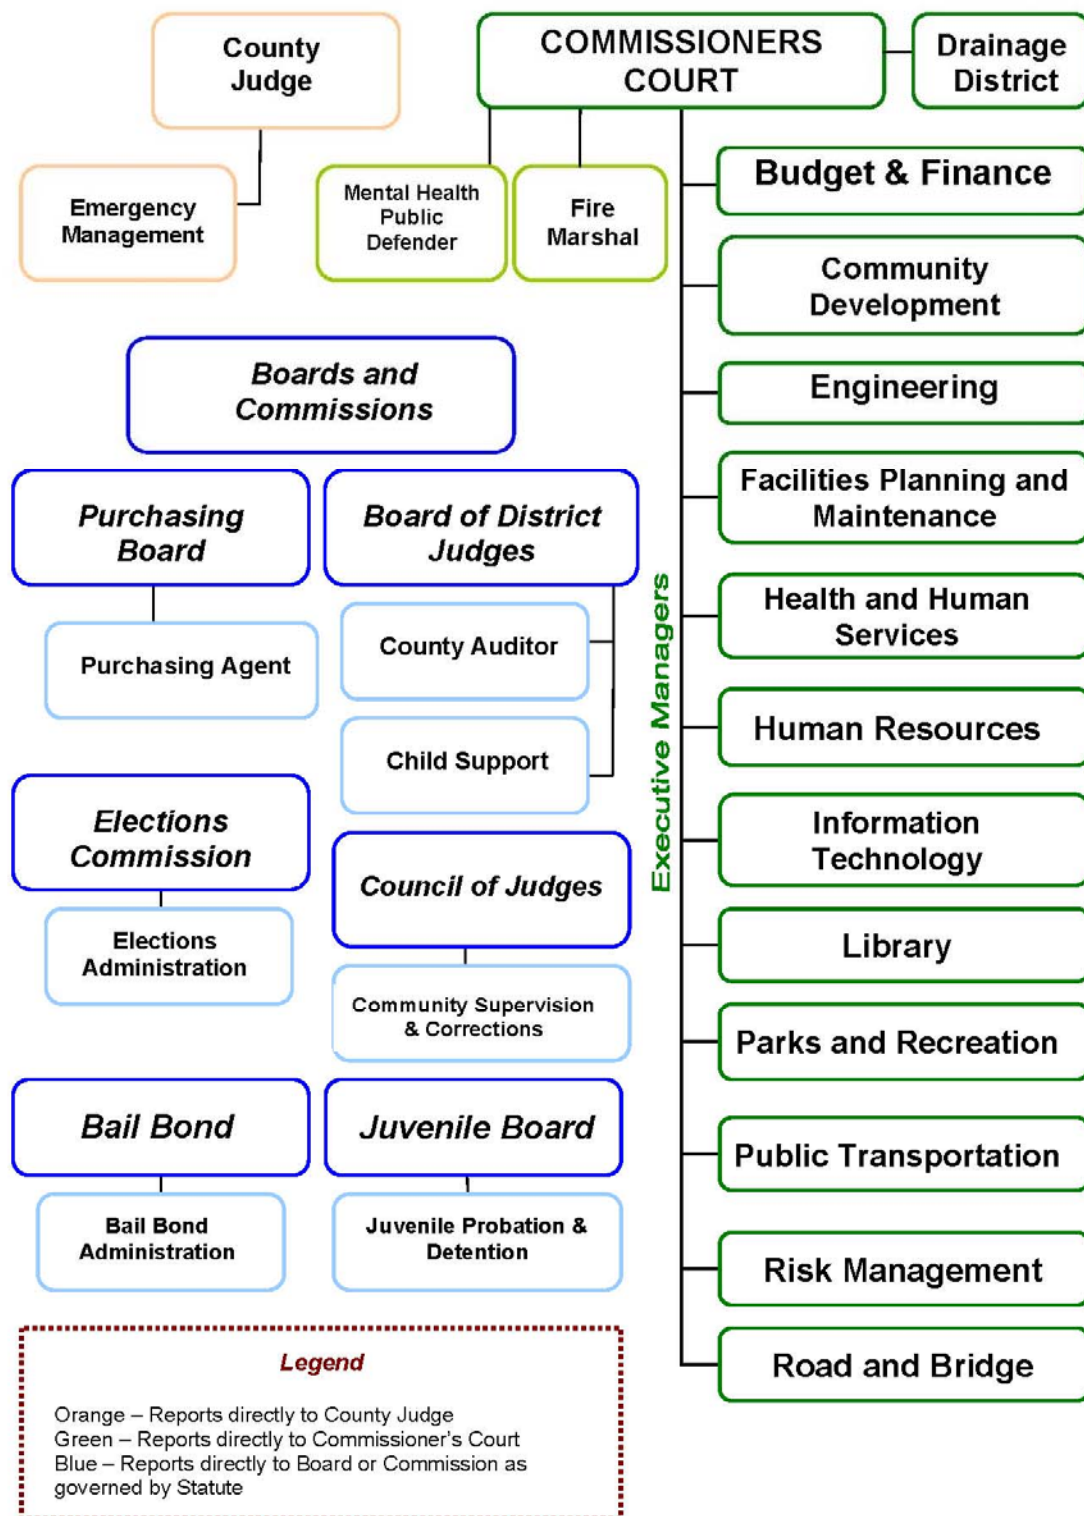 County
Judge
COMMISSIONERS
COURT
Drainage
District
Emergency
Management
Mental Health
Public
Defender
Fire
Marshal
Budget & Finance
Community
Development
Engineering
Facilities Planning and
Maintenance
Health and Human
Services
Human Resources
Information
Technology
Library
Parks and Recreation
Public Transportation
Risk Management
Road and Bridge
Executive Managers
Boards and
Commissions
Purchasing
Board
Purchasing Agent
Board of District
Judges
County Auditor
Child Support
Elections
Commission
Elections
Administration
Council of Judges
Community Supervision
& Corrections
Bail Bond
Bail Bond
Administration
Juvenile Board
Juvenile Probation &
Detention
Legend
Orange – Reports directly to County Judge
Green – Reports directly to Commissioner's Court
Blue – Reports directly to Board or Commission as
governed by Statute